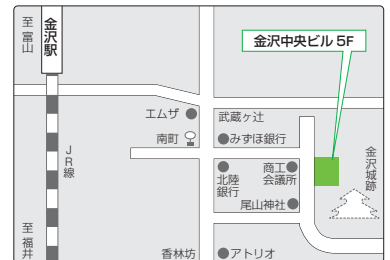 至
富
山
金
沢
駅
金沢中央ビル 5F
エムザ
武蔵ヶ辻
南町
みずほ銀行
JR線
北陸
銀行
商工
会議所
尾山神社
金沢城跡
至
福
井
香林坊
アトリオ